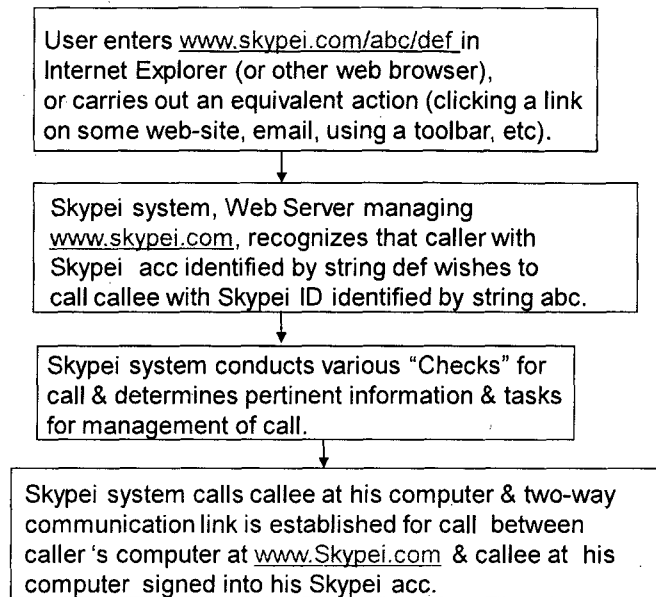 User enters www.skypei.com/abc/def in
Internet Explorer (or other web browser),
or carries out an equivalent action (clicking a link
on some web-site, email, using a toolbar, etc).
Skypei system, Web Server managing
www.skypei.com, recognizes that caller with
Skypei acc identified by string def wishes to
call callee with Skypei ID identified by string abc.
Skypei system conducts various “Checks” for
call & determines pertinent information & tasks
for management of call.
Skypei system calls callee at his computer & two-way
communication link is established for call between
caller 's computer at www.Skypei.com & callee at his
computer signed into his Skypei acc.